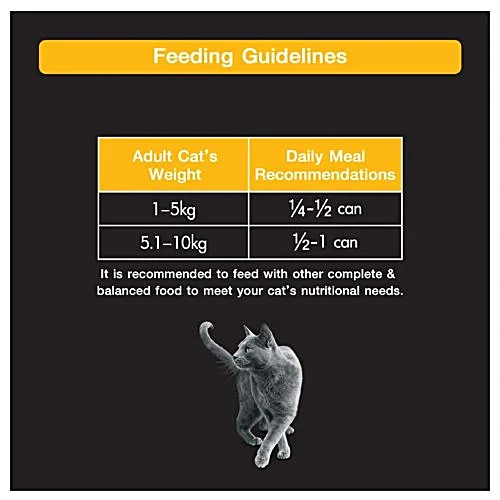 Feeding Guidelines
Adult Cat's Weight
Daily Meal Recommendations
1–5kg
¼-½ can
5.1–10kg
½-1 can
It is recommended to feed with other complete &
balanced food to meet your cat's nutritional needs.